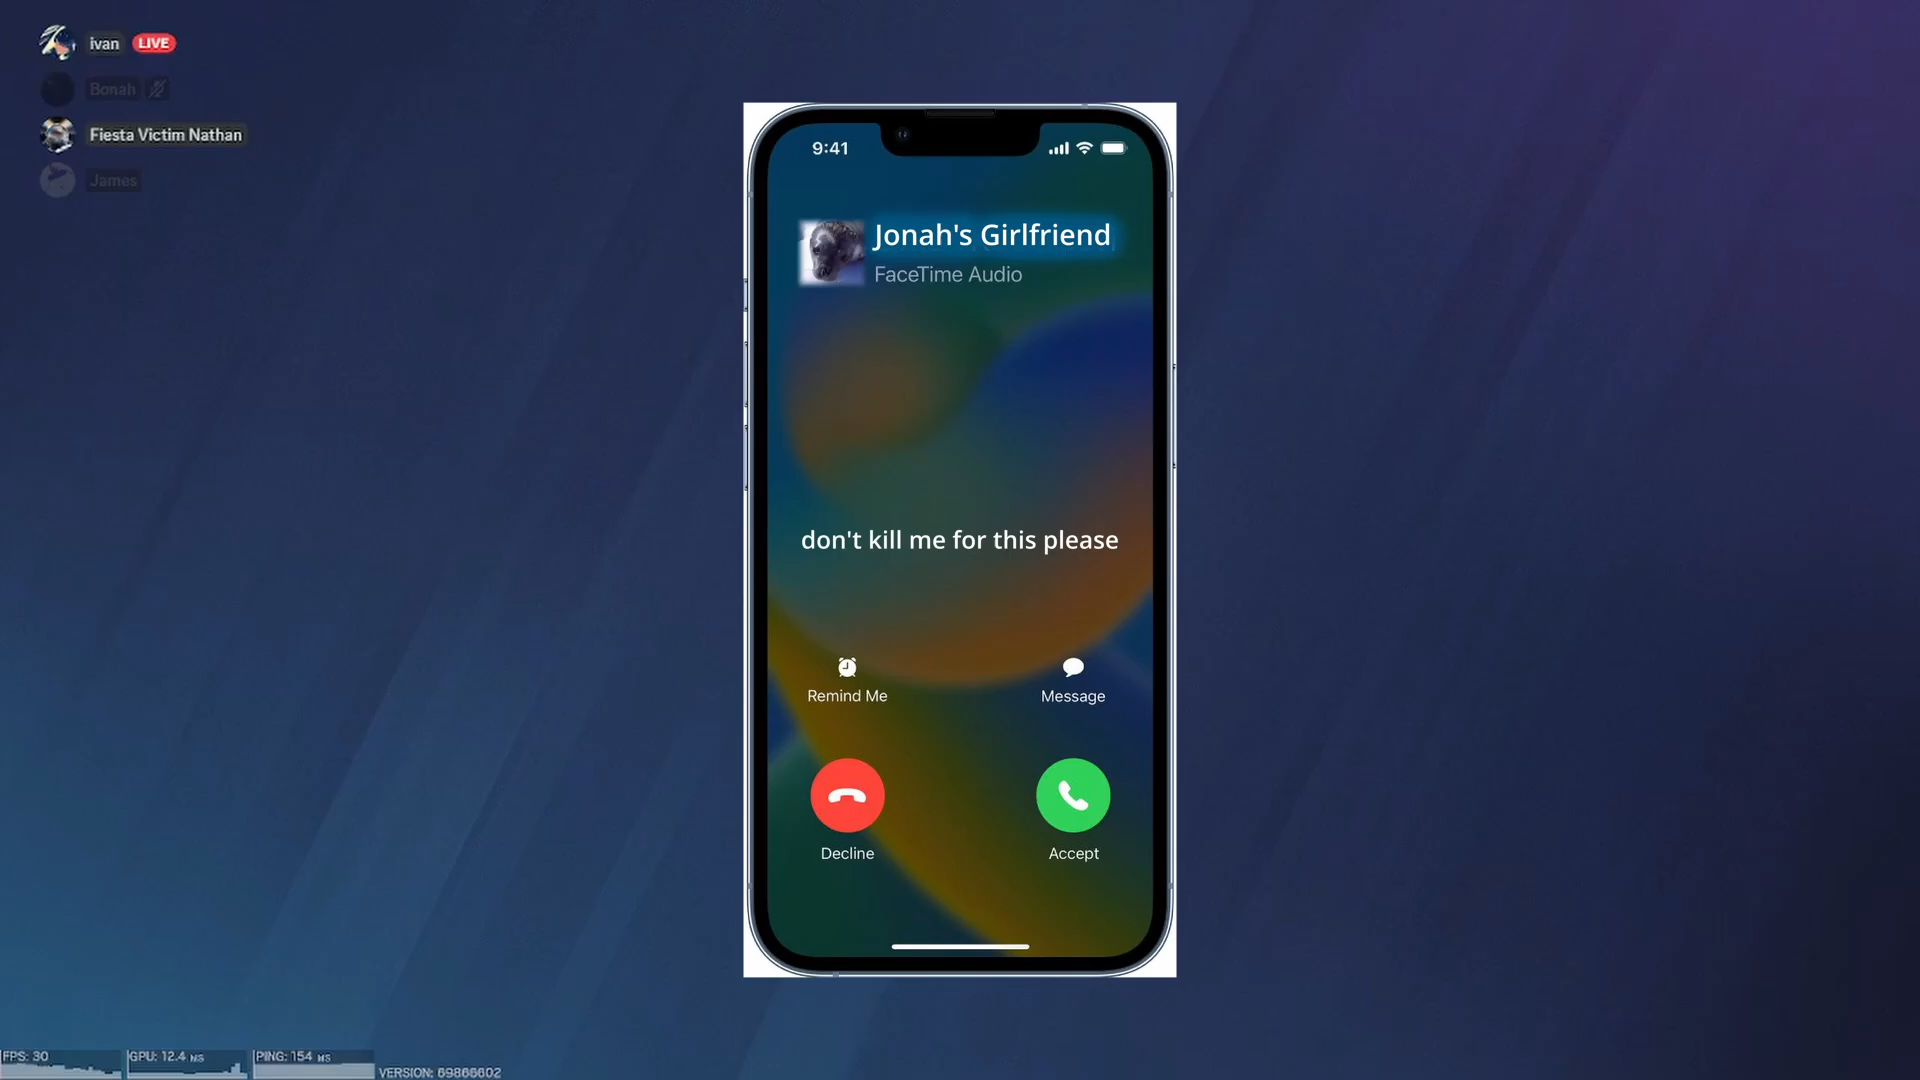 ivan LIVE
Bonah
Fiesta Victim Nathan
James
9:41
Jonah's Girlfriend
FaceTime Audio
don't kill me for this please
Remind Me
Message
Decline
Accept
FPS: 30
GPU: 12.4 MS
PING: 154 MS
VERSION: 69866602